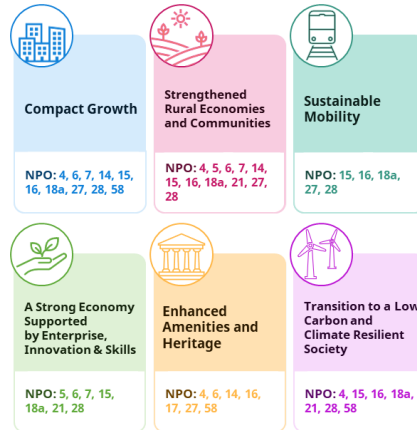 Compact Growth
NPO: 4, 6, 7, 14, 15,
16, 18a, 27, 28, 58
Strengthened
Rural Economies
and Communities
NPO: 4, 5, 6, 7, 14,
15, 16, 18a, 21, 27,
28
Sustainable
Mobility
NPO: 15, 16, 18a,
27, 28
A Strong Economy
Supported
by Enterprise,
Innovation & Skills
NPO: 5, 6, 7, 15,
18a, 21, 28
Enhanced
Amenities and
Heritage
NPO: 4, 6, 14, 16,
17, 27, 58
Transition to a Low
Carbon and
Climate Resilient
Society
NPO: 4, 15, 16, 18a,
21, 28, 58